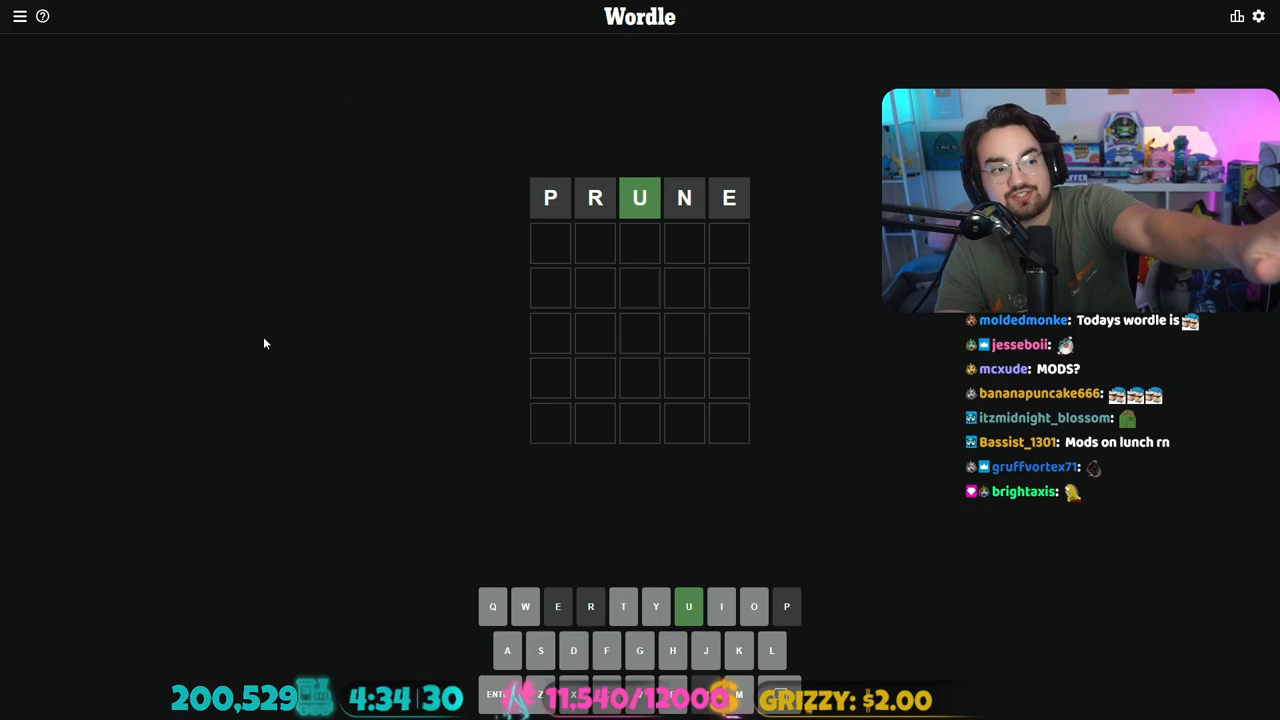 Wordle
P R U N E
moldedmonke: Todays wordle is
jesseboii:
mcxude: MODS?
bananapuncake666:
itzmidnight_blossom:
Bassist_1301: Mods on lunch rn
gruffvortex71:
brightaxis:
Q W E R T Y U I O P
A S D F G H J K L
ENTE Z X M
200,529 4:34|30 11,540/12000 GRIZZY: $2.00